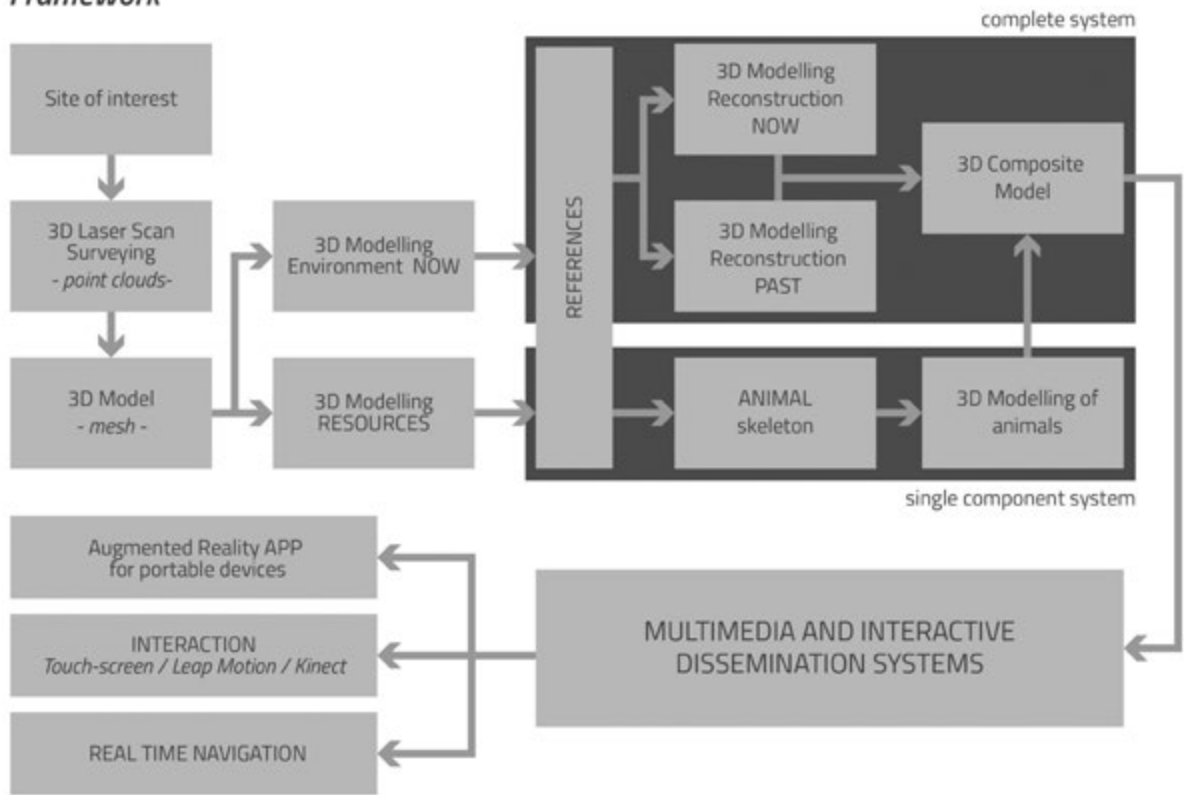 Framework
complete system
Site of interest
3D Laser Scan
Surveying
- point clouds-
3D Model
- mesh -
3D Modelling
Environment NOW
3D Modelling
RESOURCES
REFERENCES
3D Modelling
Reconstruction
NOW
3D Modelling
Reconstruction
PAST
3D Composite
Model
ANIMAL
skeleton
3D Modelling of
animals
single component system
Augmented Reality APP
for portable devices
INTERACTION
Touch-screen / Leap Motion / Kinect
REAL TIME NAVIGATION
MULTIMEDIA AND INTERACTIVE
DISSEMINATION SYSTEMS